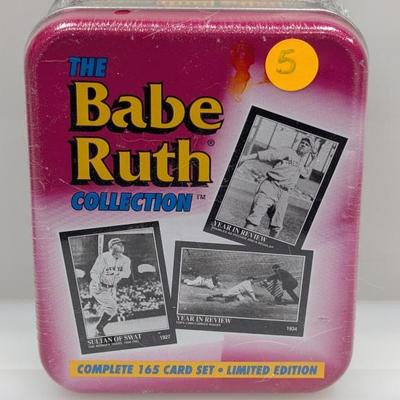 THE
5
Babe
Ruth®
COLLECTION™
YEAR IN REVIEW
YEAR IN REVIEW
1934
SULTAN OF SWAT
1927
COMPLETE 165 CARD SET • LIMITED EDITION